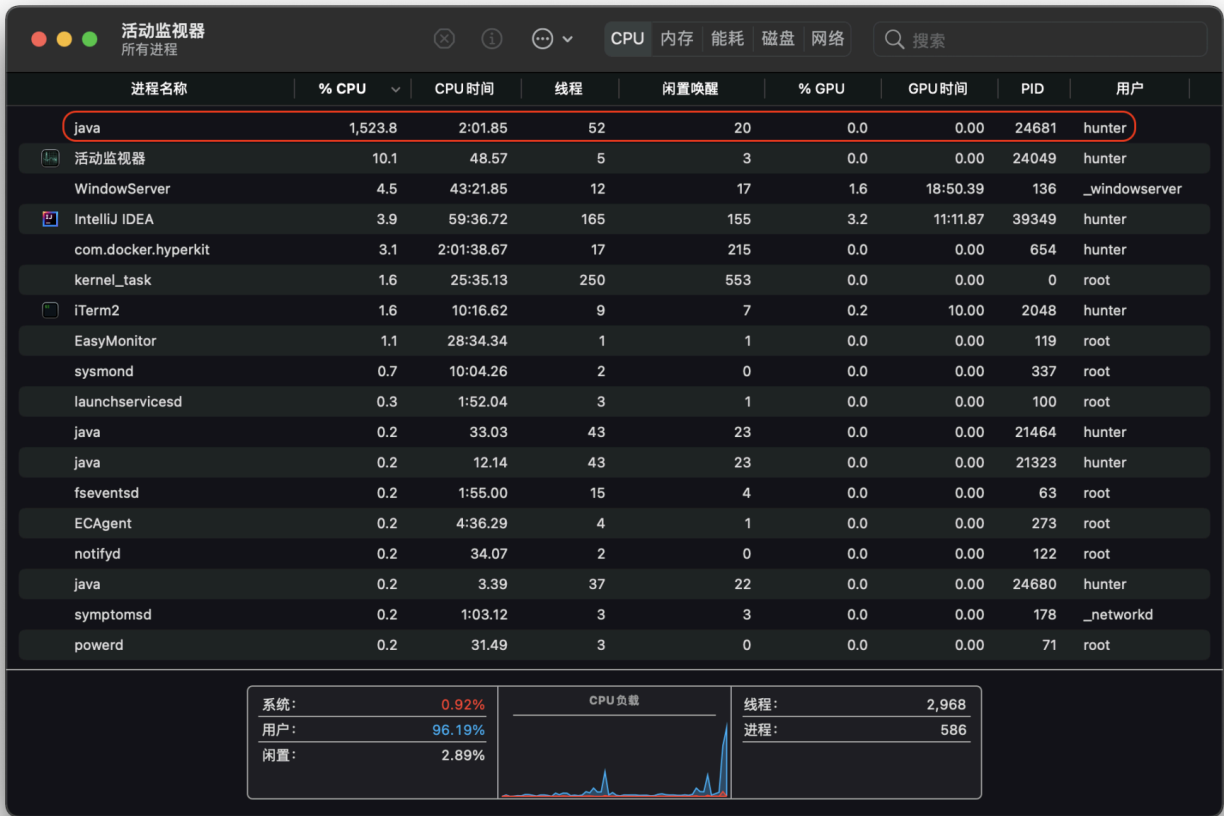 活动监视器
所有进程
CPU 内存 能耗 磁盘 网络 搜索
进程名称 % CPU CPU时间 线程 闲置唤醒 % GPU GPU时间 PID 用户
java 1,523.8 2:01.85 52 20 0.0 0.00 24681 hunter
活动监视器 10.1 48.57 5 3 0.0 0.00 24049 hunter
WindowServer 4.5 43:21.85 12 17 1.6 18:50.39 136 _windowserver
IntelliJ IDEA 3.9 59:36.72 165 155 3.2 11:11.87 39349 hunter
com.docker.hyperkit 3.1 2:01:38.67 17 215 0.0 0.00 654 hunter
kernel_task 1.6 25:35.13 250 553 0.0 0.00 0 root
iTerm2 1.6 10:16.62 9 7 0.2 10.00 2048 hunter
EasyMonitor 1.1 28:34.34 1 1 0.0 0.00 119 root
sysmond 0.7 10:04.26 2 0 0.0 0.00 337 root
launchservicesd 0.3 1:52.04 3 1 0.0 0.00 100 root
java 0.2 33.03 43 23 0.0 0.00 21464 hunter
java 0.2 12.14 43 23 0.0 0.00 21323 hunter
fseventsd 0.2 1:55.00 15 4 0.0 0.00 63 root
ECAgent 0.2 4:36.29 4 1 0.0 0.00 273 root
notifyd 0.2 34.07 2 0 0.0 0.00 122 root
java 0.2 3.39 37 22 0.0 0.00 24680 hunter
symptomsd 0.2 1:03.12 3 3 0.0 0.00 178 _networkd
powerd 0.2 31.49 3 0 0.0 0.00 71 root
系统: 0.92% CPU负载 线程: 2,968
用户: 96.19% 进程: 586
闲置: 2.89%